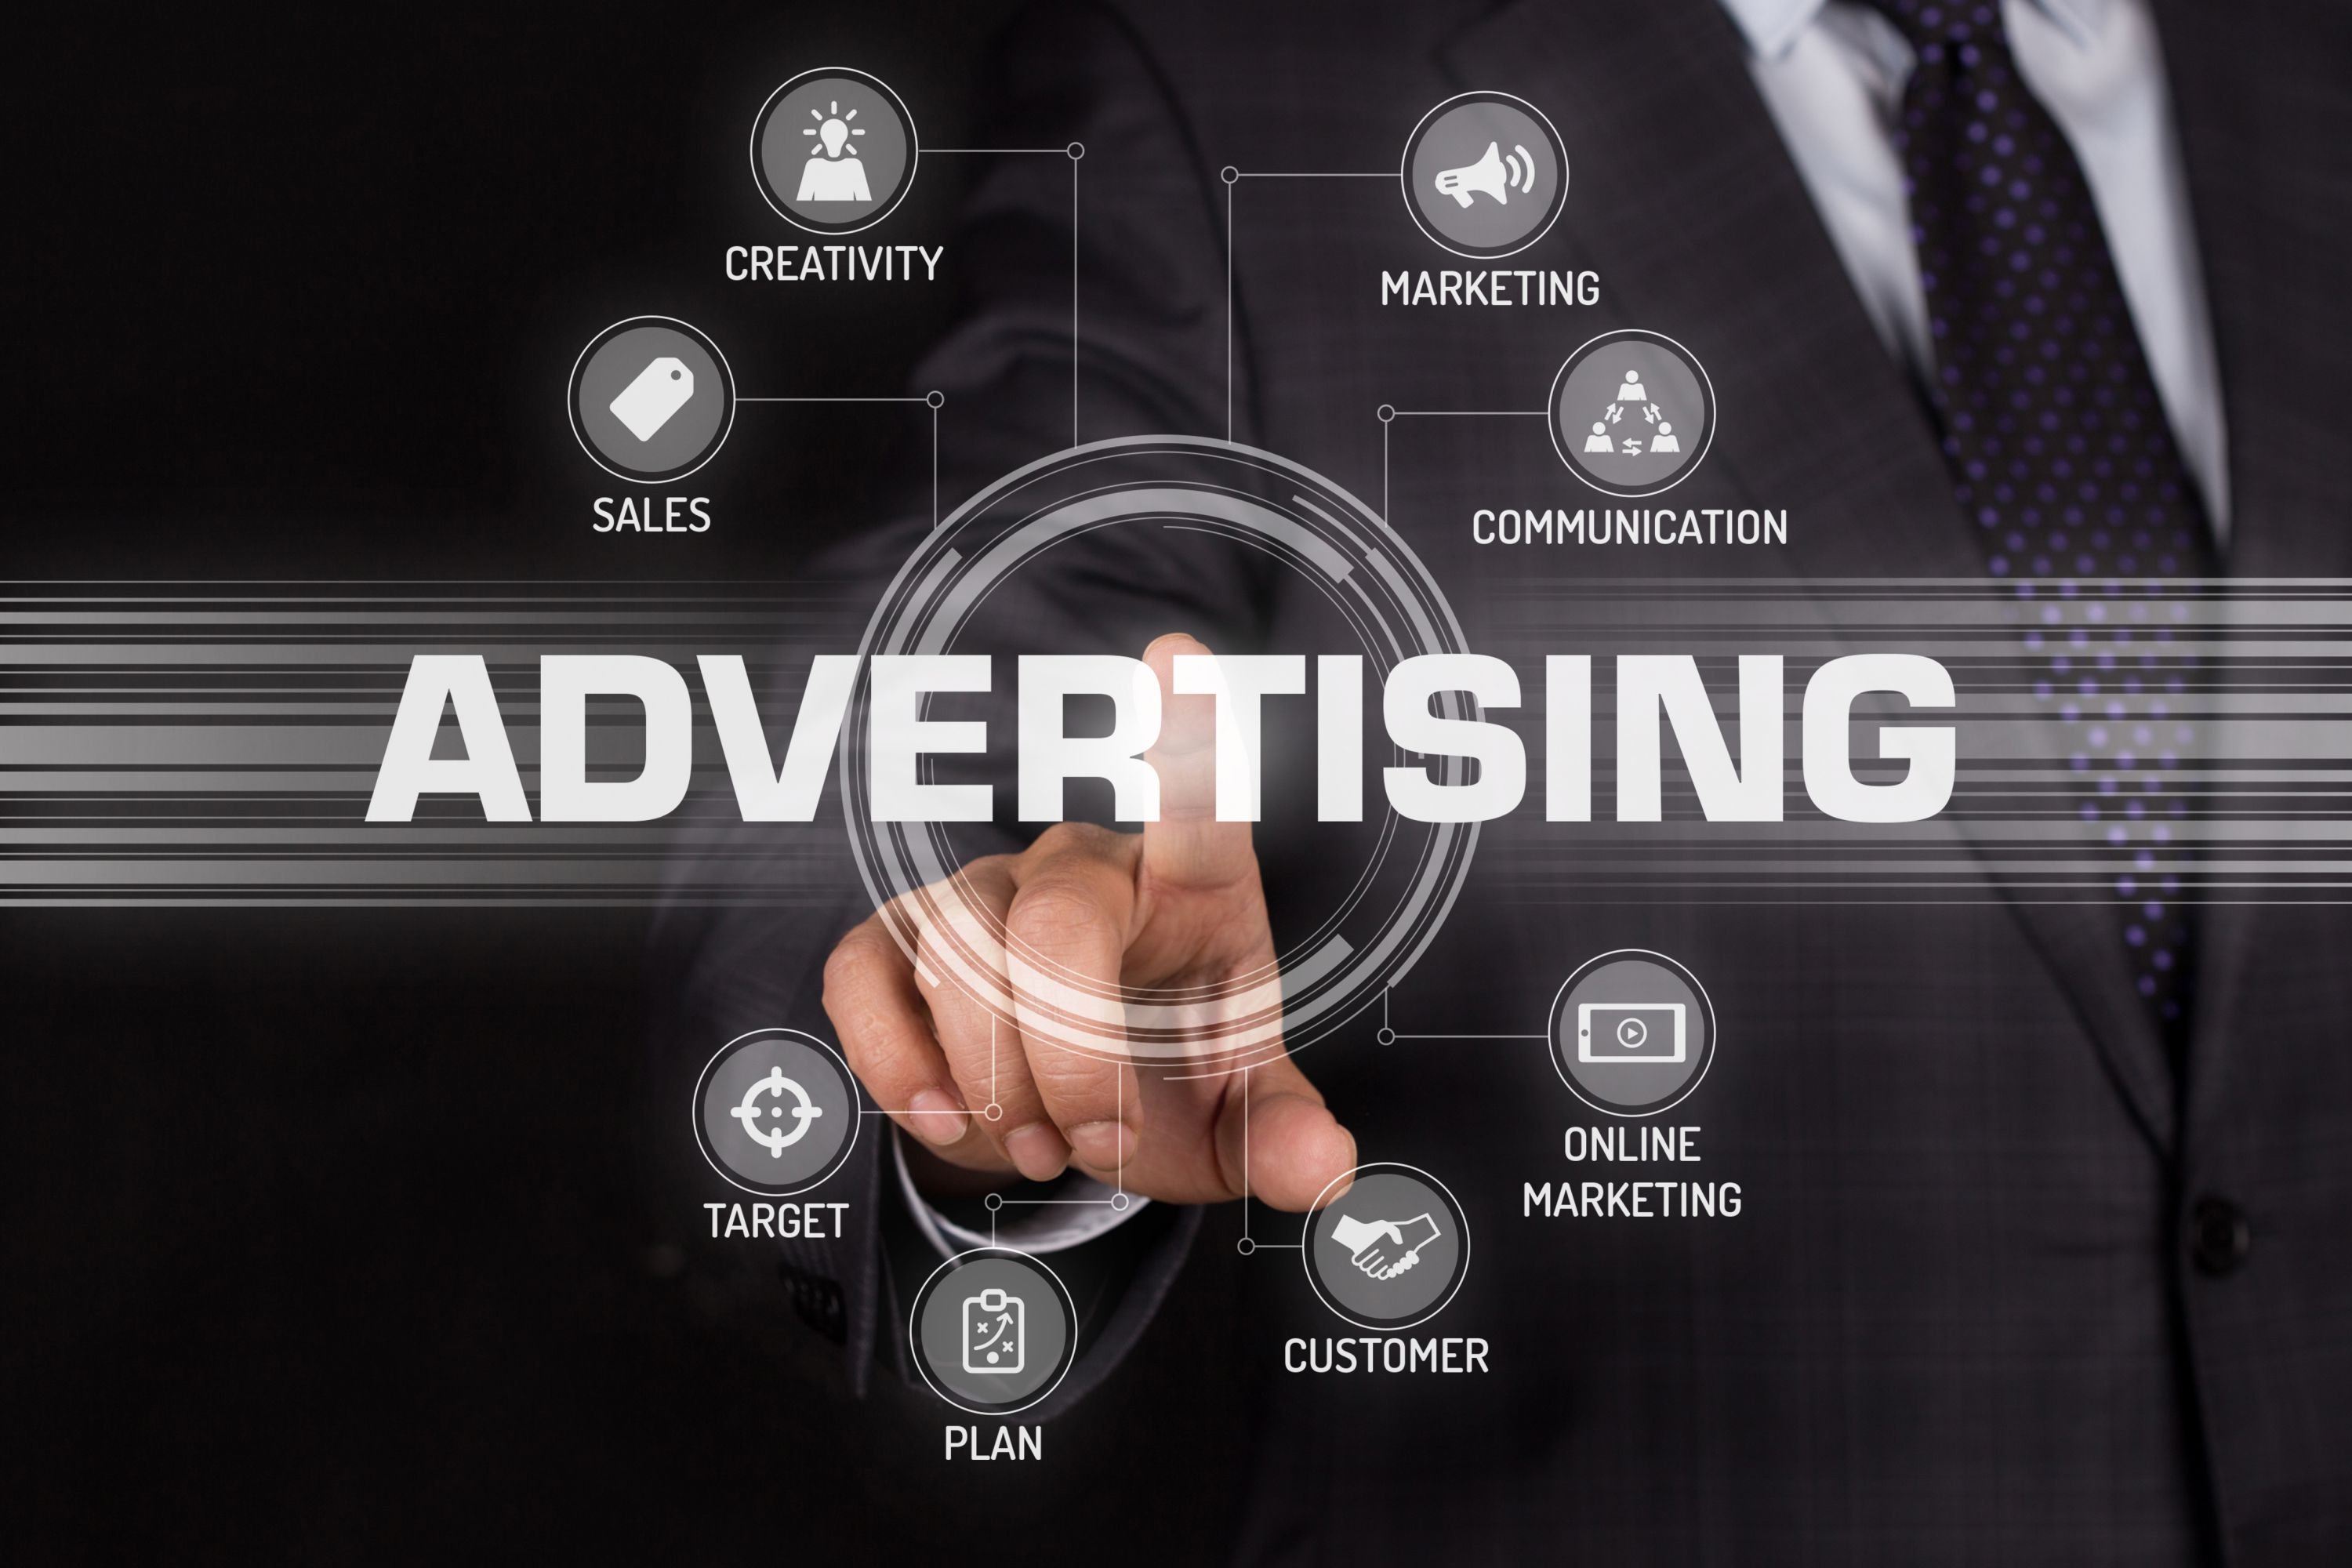 CREATIVITY
MARKETING
SALES
COMMUNICATION
ADVERTISING
ONLINE
MARKETING
TARGET
CUSTOMER
PLAN